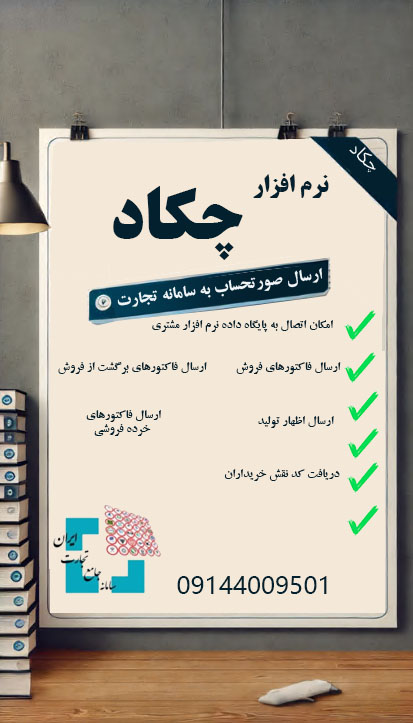 چکاد
نرم افزار
چکاد
ارسال صورتحساب به سامانه تجارت
امکان اتصال به پایگاه داده نرم افزار مشتری
ارسال فاکتورهای فروش
ارسال فاکتورهای برگشت از فروش
ارسال اظهار تولید
ارسال فاکتورهای
خرده فروشی
دریافت کد نقش خریداران
سامانه جامع تجارت ایران
09144009501